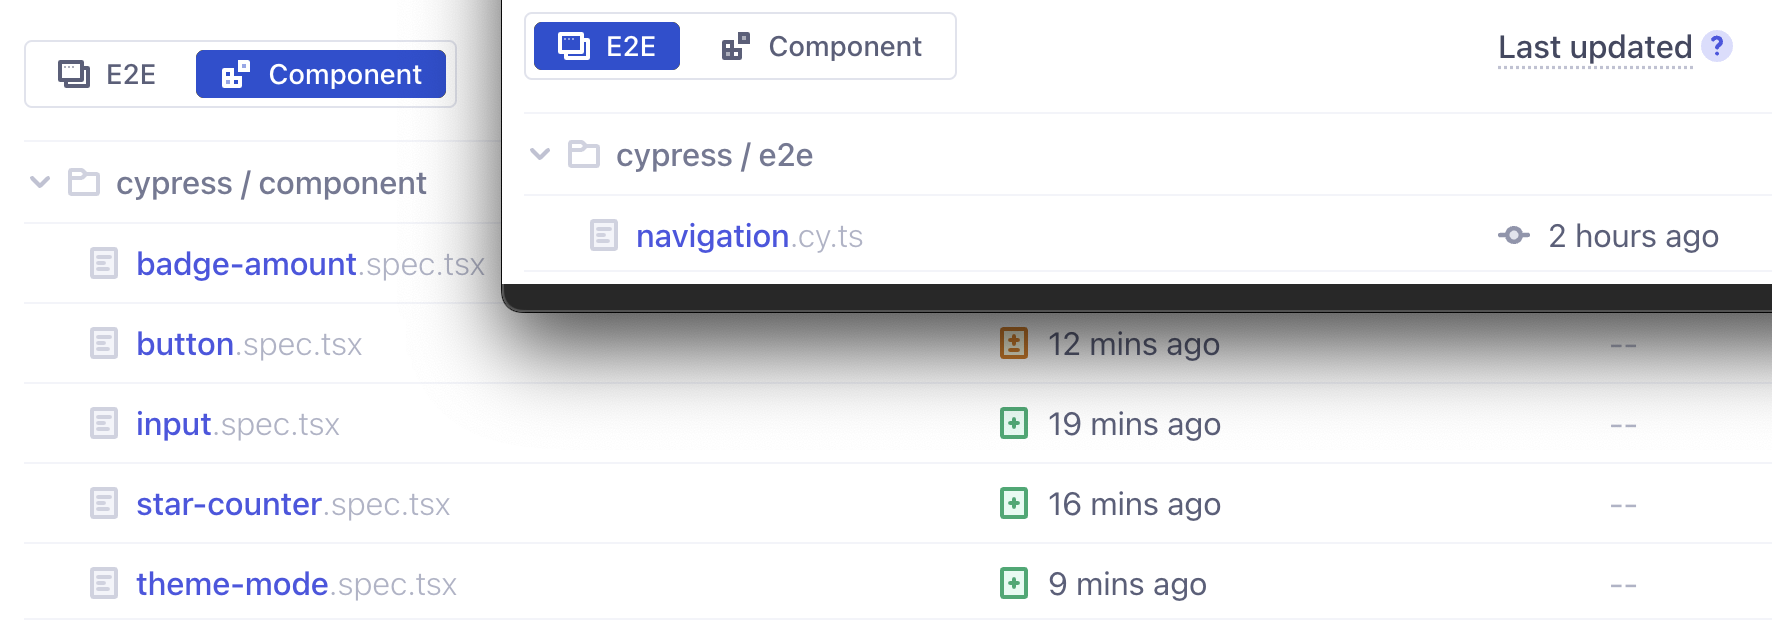 E2E Component
cypress / component
badge-amount.spec.tsx
E2E Component
Last updated ?
cypress / e2e
navigation.cy.ts 2 hours ago
button.spec.tsx 12 mins ago --
input.spec.tsx 19 mins ago --
star-counter.spec.tsx 16 mins ago --
theme-mode.spec.tsx 9 mins ago --